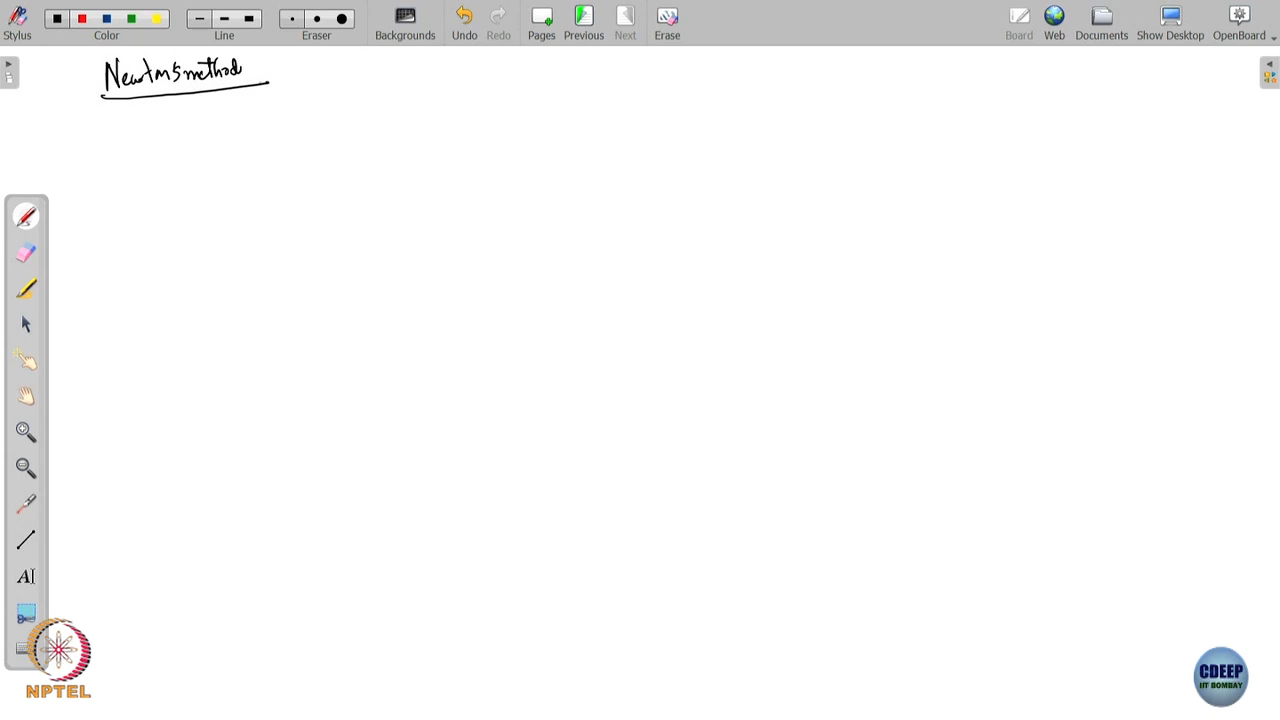 Stylus Color Line Eraser Backgrounds Undo Redo Pages Previous Next Erase Board Web Documents Show Desktop OpenBoard
Newton's method
NPTEL
CDEEP
IIT BOMBAY